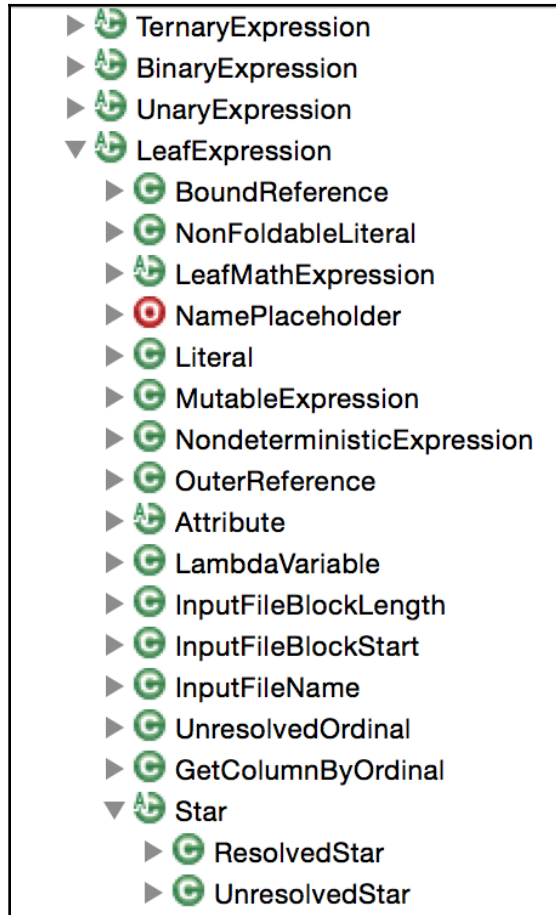 TernaryExpression
BinaryExpression
UnaryExpression
LeafExpression
BoundReference
NonFoldableLiteral
LeafMathExpression
NamePlaceholder
Literal
MutableExpression
NondeterministicExpression
OuterReference
Attribute
LambdaVariable
InputFileBlockLength
InputFileBlockStart
InputFileName
UnresolvedOrdinal
GetColumnByOrdinal
Star
ResolvedStar
UnresolvedStar